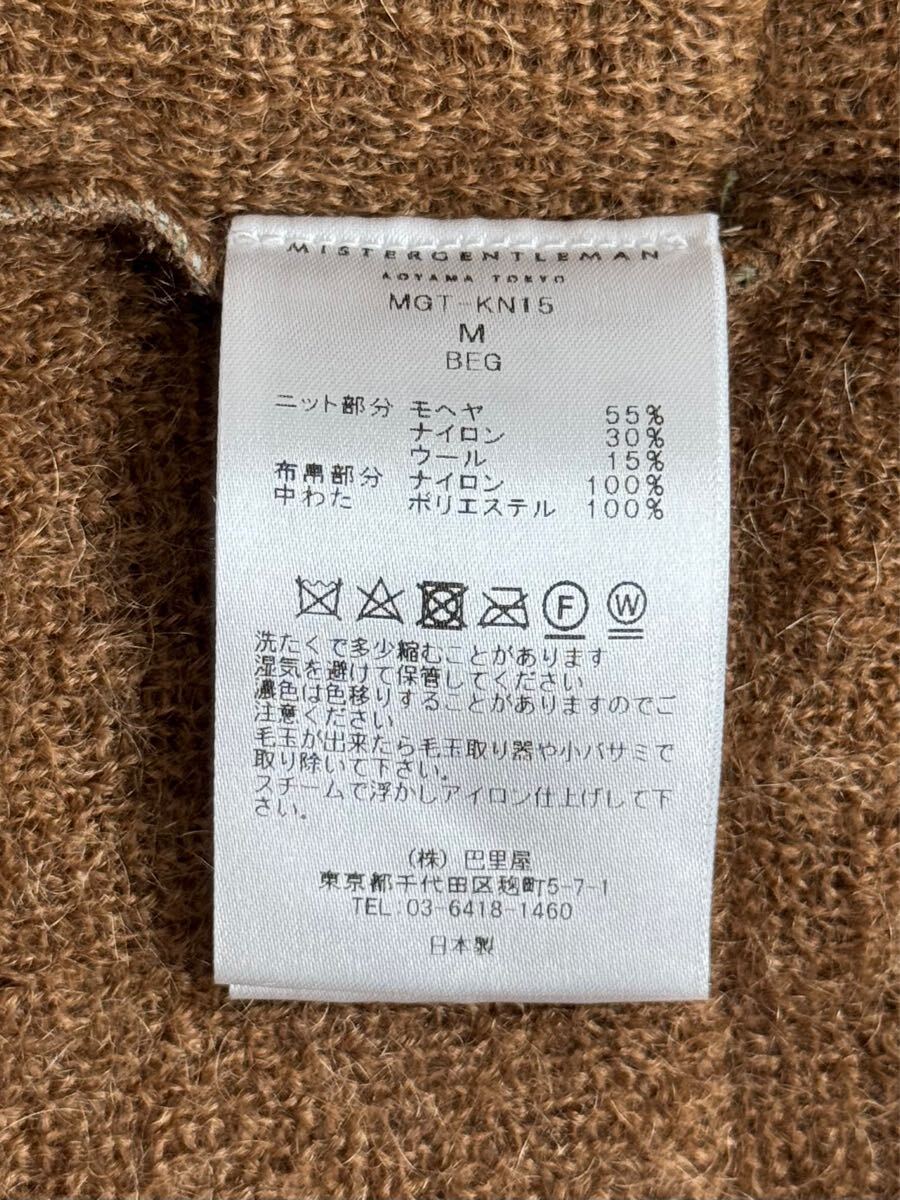 MISTERGENTLEMAN
AOYAMA TOKYO
MGT-KN15
M
BEG
ニット部分 モヘヤ 55%
ナイロン 30%
ウール 15%
布帛部分 ナイロン 100%
中わた ポリエステル 100%
F W
洗たくで多少縮むことがあります
湿気を避けて保管してください
濃色は色移りすることがありますのでご
注意ください
毛玉が出来たら毛玉取り器や小バサミで
取り除いて下さい。
スチームで浮かしアイロン仕上げして下
さい。
(株) 巴里屋
東京都千代田区麹町5-7-1
TEL:03-6418-1460
日本製